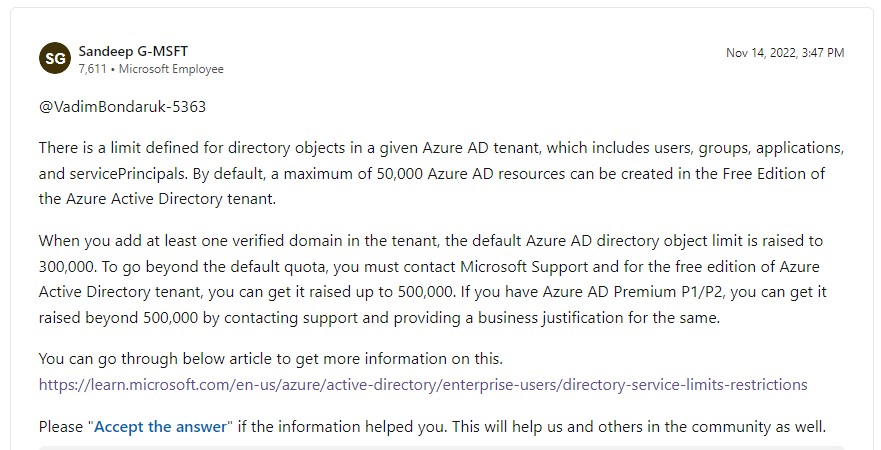 SG
Sandeep G-MSFT
Nov 14, 2022, 3:47 PM
7,611 • Microsoft Employee
@VadimBondaruk-5363
There is a limit defined for directory objects in a given Azure AD tenant, which includes users, groups, applications,
and servicePrincipals. By default, a maximum of 50,000 Azure AD resources can be created in the Free Edition of
the Azure Active Directory tenant.
When you add at least one verified domain in the tenant, the default Azure AD directory object limit is raised to
300,000. To go beyond the default quota, you must contact Microsoft Support and for the free edition of Azure
Active Directory tenant, you can get it raised up to 500,000. If you have Azure AD Premium P1/P2, you can get it
raised beyond 500,000 by contacting support and providing a business justification for the same.
You can go through below article to get more information on this.
https://learn.microsoft.com/en-us/azure/active-directory/enterprise-users/directory-service-limits-restrictions
Please "Accept the answer" if the information helped you. This will help us and others in the community as well.